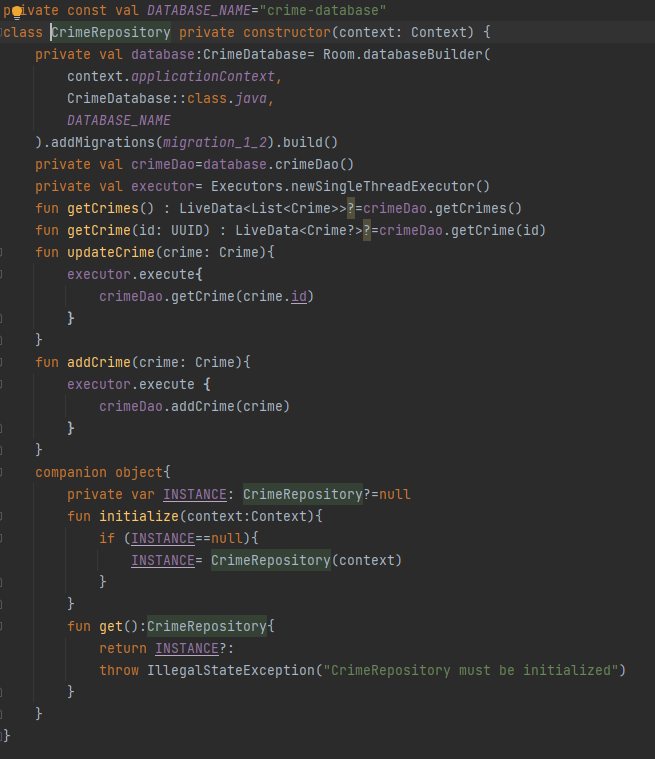 private const val DATABASE_NAME="crime-database"
class CrimeRepository private constructor(context: Context) {
    private val database:CrimeDatabase= Room.databaseBuilder(
        context.applicationContext,
        CrimeDatabase::class.java,
        DATABASE_NAME
    ).addMigrations(migration_1_2).build()
    private val crimeDao=database.crimeDao()
    private val executor= Executors.newSingleThreadExecutor()
    fun getCrimes() : LiveData<List<Crime>>?=crimeDao.getCrimes()
    fun getCrime(id: UUID) : LiveData<Crime?>?=crimeDao.getCrime(id)
    fun updateCrime(crime: Crime){
        executor.execute{
            crimeDao.getCrime(crime.id)
        }
    }
    fun addCrime(crime: Crime){
        executor.execute {
            crimeDao.addCrime(crime)
        }
    }
    companion object{
        private var INSTANCE: CrimeRepository?=null
        fun initialize(context:Context){
            if (INSTANCE==null){
                INSTANCE= CrimeRepository(context)
            }
        }
        fun get():CrimeRepository{
            return INSTANCE?:
            throw IllegalStateException("CrimeRepository must be initialized")
        }
    }
}